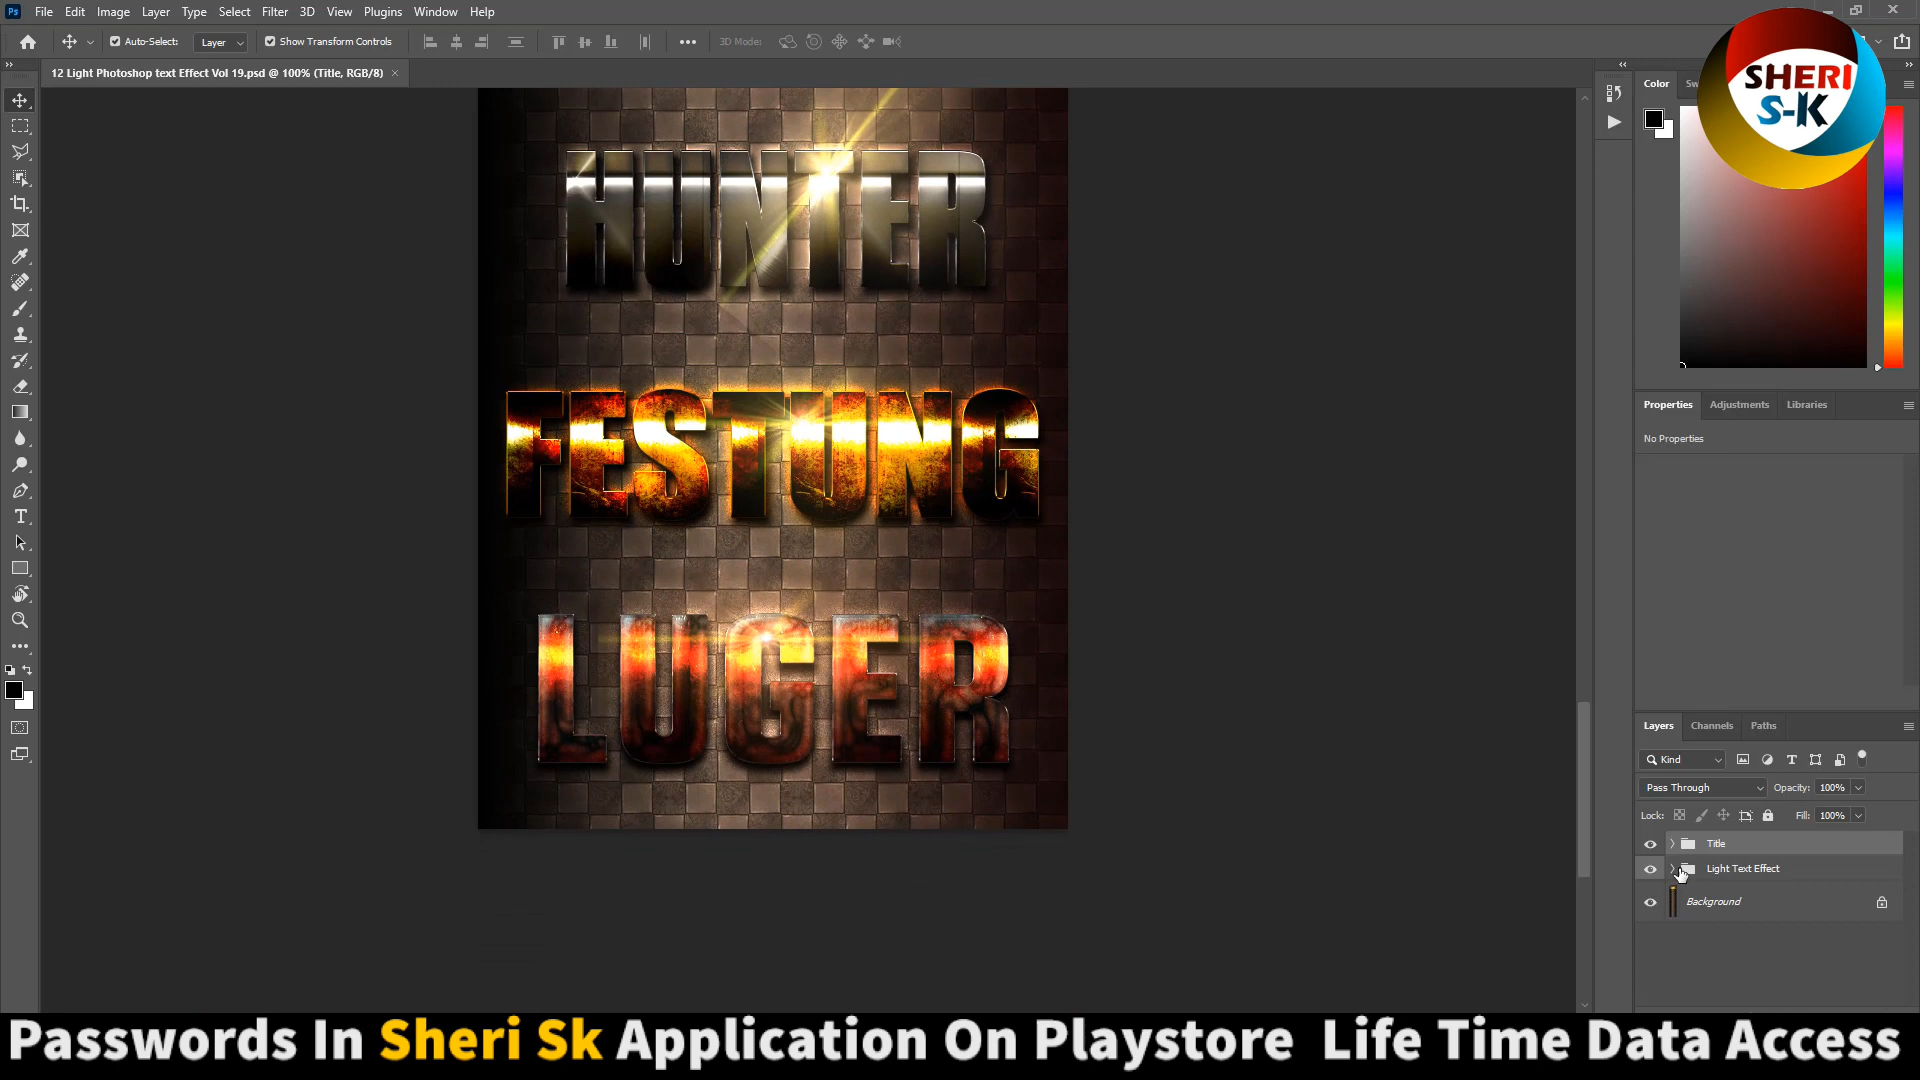 Ps File Edit Image Layer Type Select Filter 3D View Plugins Window Help
Auto-Select: Layer Show Transform Controls 3D Mode:
12 Light Photoshop text Effect Vol 19.psd @ 100% (Title, RGB/8)
Color Sw
SHERI
S-K
HUNTER
FESTUNG
LUGER
Properties Adjustments Libraries
No Properties
Layers Channels Paths
Kind
Pass Through Opacity: 100%
Lock: Fill: 100%
Title
Light Text Effect
Background
Passwords In Sheri Sk Application On Playstore Life Time Data Access